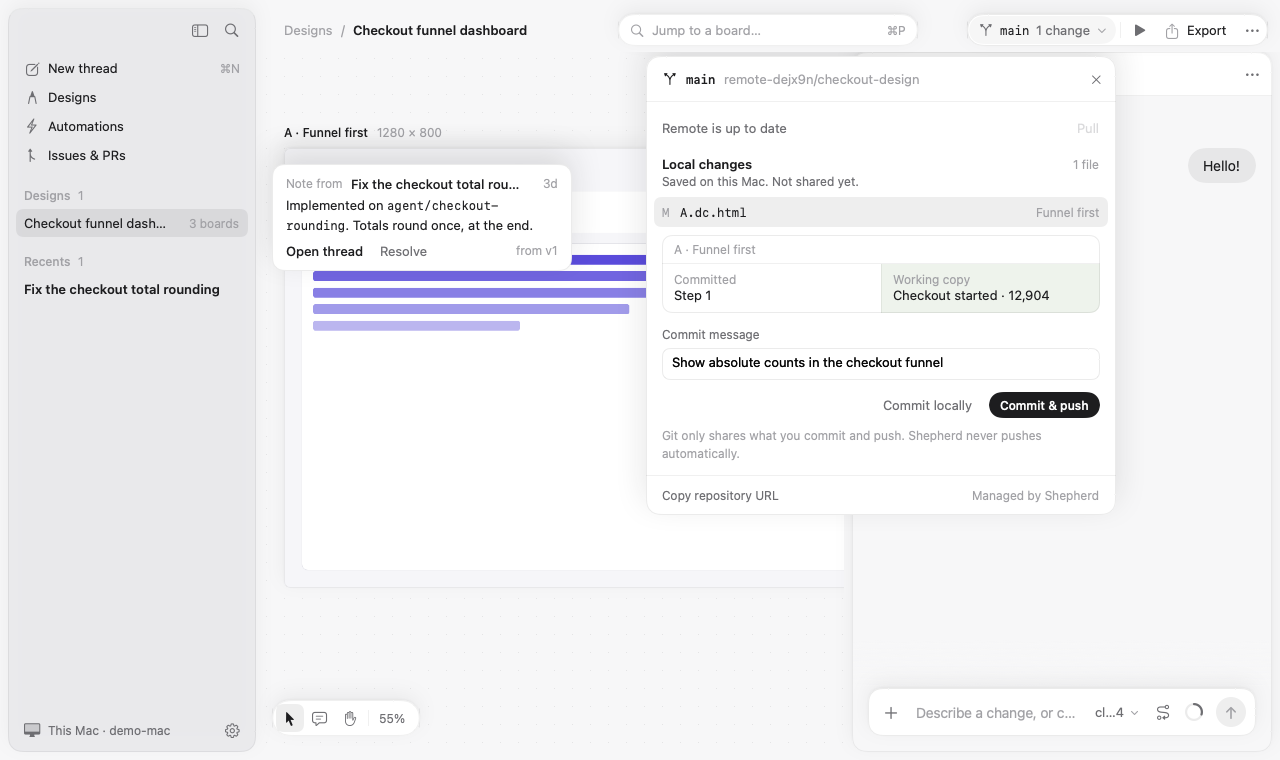 New thread ⌘N
Designs
Automations
Issues & PRs
Designs 1
Checkout funnel dash... 3 boards
Recents 1
Fix the checkout total rounding
This Mac · demo-mac
Designs / Checkout funnel dashboard
Jump to a board... ⌘P
main 1 change
Export
A · Funnel first 1280 × 800
Note from Fix the checkout total rou... 3d
Implemented on agent/checkout-
rounding. Totals round once, at the end.
Open thread Resolve from v1
main remote-dejx9n/checkout-design
Remote is up to date Pull
Local changes 1 file
Saved on this Mac. Not shared yet.
M A.dc.html Funnel first
A · Funnel first
Committed Working copy
Step 1 Checkout started · 12,904
Commit message
Show absolute counts in the checkout funnel
Commit locally Commit & push
Git only shares what you commit and push. Shepherd never pushes
automatically.
Copy repository URL Managed by Shepherd
Hello!
55%
Describe a change, or c... cl...4